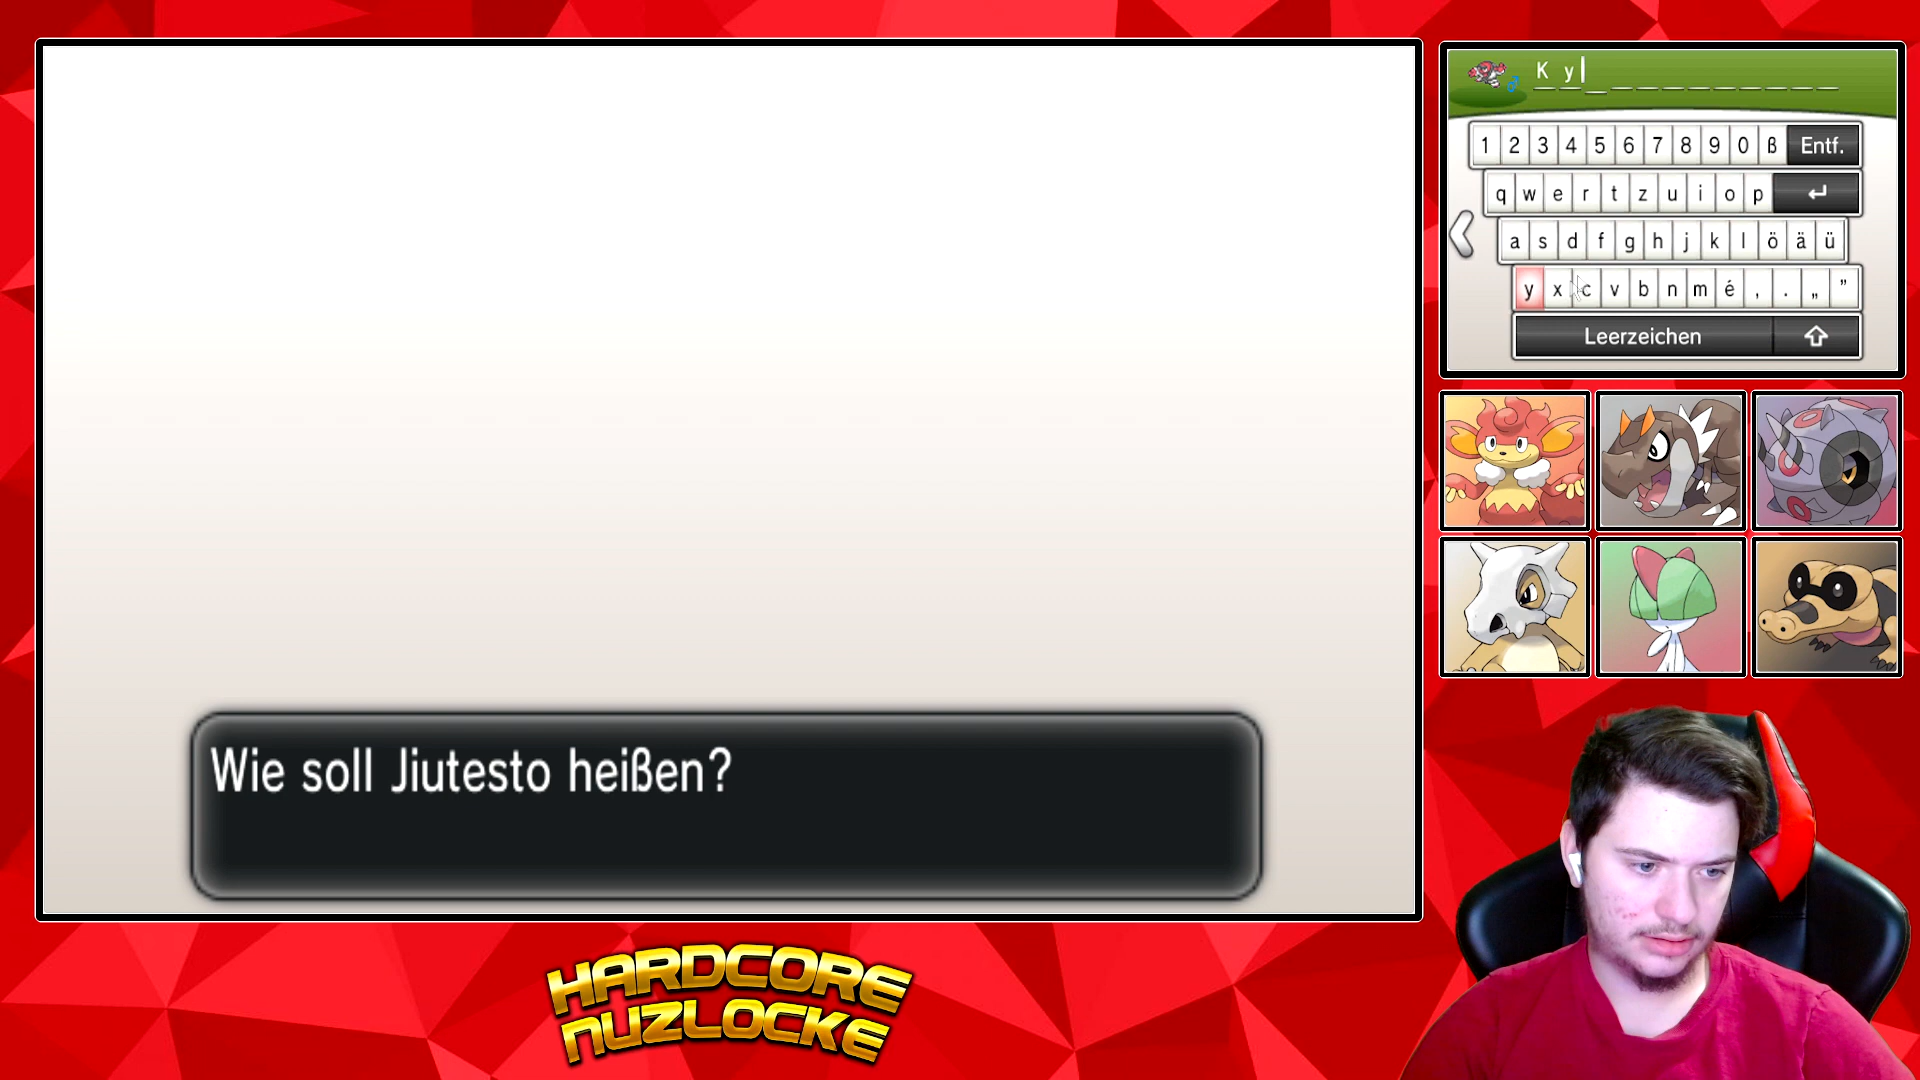 K y
1 2 3 4 5 6 7 8 9 0 ß Entf.
q w e r t z u i o p
a s d f g h j k l ö ä ü
y x c v b n m é , . „ ”
Leerzeichen
Wie soll Jiutesto heißen?
HARDCORE
NUZLOCKE